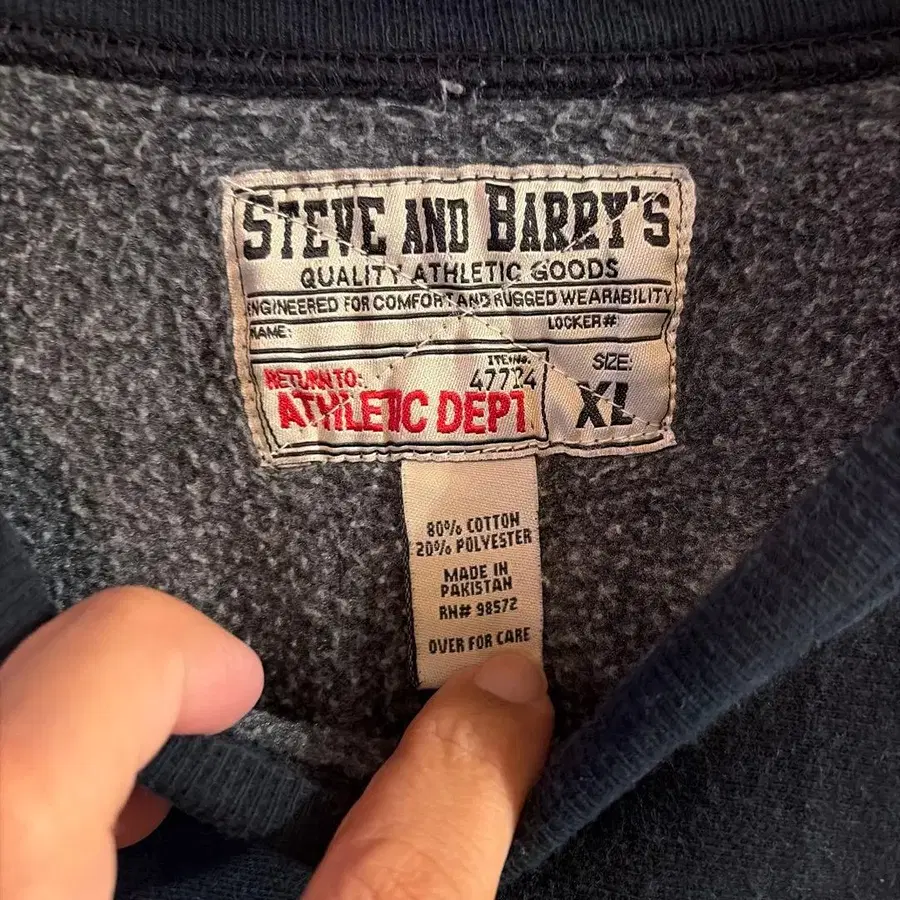 STEVE AND BARRY'S
QUALITY ATHLETIC GOODS
ENGINEERED FOR COMFORT AND RUGGED WEARABILITY
NAME: LOCKER#
ITEM NO.
RETURN TO: SIZE:
ATHLETIC DEPT XL
80% COTTON
20% POLYESTER
MADE IN
PAKISTAN
RN# 98572
OVER FOR CARE